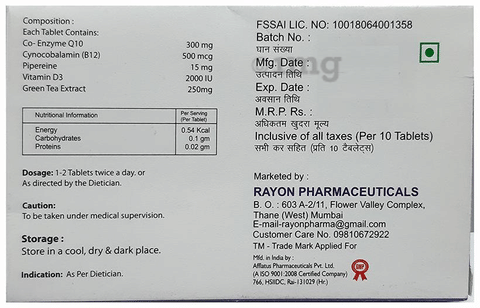 Composition :
Each Tablet Contains:
Co- Enzyme Q10 300 mg
Cynocobalamin (B12) 500 mcg
Pipereine 15 mg
Vitamin D3 2000 IU
Green Tea Extract 250mg
Nutritional Information Per Serving (Per Tablet)
Energy 0.54 Kcal
Carbohydrates 0.1 gm
Proteins 0.02 gm
Dosage: 1-2 Tablets twice a day. or
As directed by the Dietician.
Caution:
To be taken under medical supervision.
Storage :
Store in a cool, dry & dark place.
Indication: As Per Dietician.
FSSAI LIC. NO: 10018064001358
Batch No. :
घान संख्या
Mfg. Date :
उत्पादन तिथि
Exp. Date :
अवसान तिथि
M.R.P. Rs. :
अधिकतम खुदरा मूल्य
Inclusive of all taxes (Per 10 Tablets)
सभी कर सहित (प्रति 10 टैबलेट्स)
Marketed by :
RAYON PHARMACEUTICALS
B. O. : 603 A-2/11, Flower Valley Complex,
Thane (West) Mumbai
E-mail-rayonpharma@gmail.com
Customer Care No. 09810672922
TM - Trade Mark Applied For
Mfd. in India by :
Afflatus Pharmaceuticals Pvt. Ltd.
(A ISO 9001:2008 Certified Company)
766, HSIIDC, Rai-131029 (Hr.)